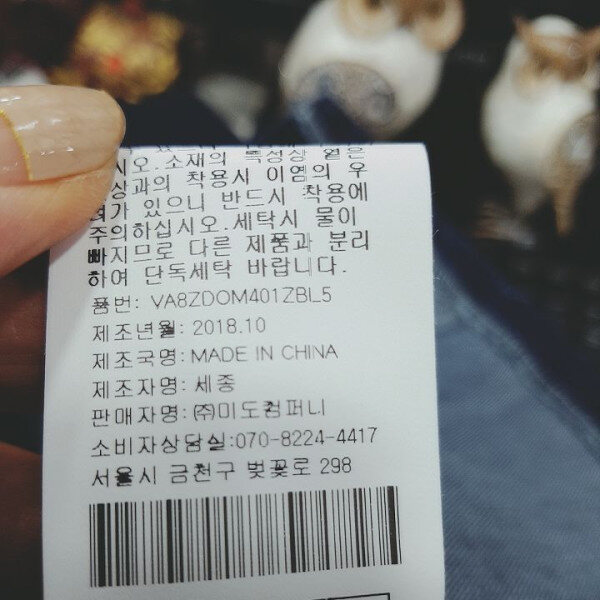 시오.소재의 특성상 옅은
색상과의 착용시 이염의 우
려가 있으니 반드시 착용에
주의하십시오.세탁시 물이
빠지므로 다른 제품과 분리
하여 단독세탁 바랍니다.
품번: VA8ZDOM401ZBL5
제조년월: 2018.10
제조국명: MADE IN CHINA
제조자명: 세종
판매자명: ㈜미도컴퍼니
소비자상담실:070-8224-4417
서울시 금천구 벚꽃로 298